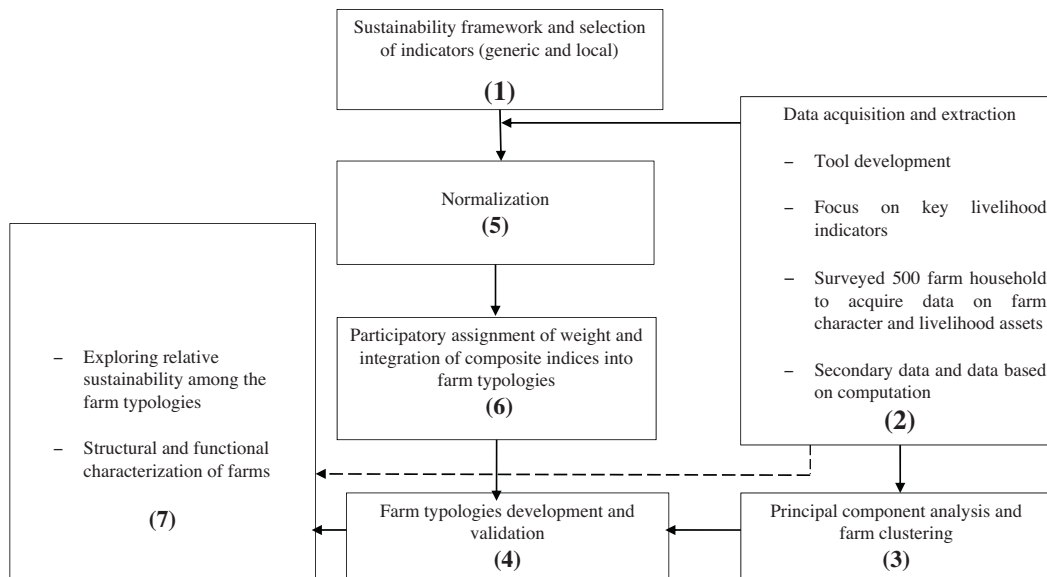 Sustainability framework and selection
of indicators (generic and local)
(1)
Data acquisition and extraction
– Tool development
– Focus on key livelihood
indicators
– Surveyed 500 farm household
to acquire data on farm
character and livelihood assets
– Secondary data and data based
on computation
(2)
Normalization
(5)
Participatory assignment of weight and
integration of composite indices into
farm typologies
(6)
– Exploring relative
sustainability among the
farm typologies
– Structural and functional
characterization of farms
(7)
Farm typologies development and
validation
(4)
Principal component analysis and
farm clustering
(3)